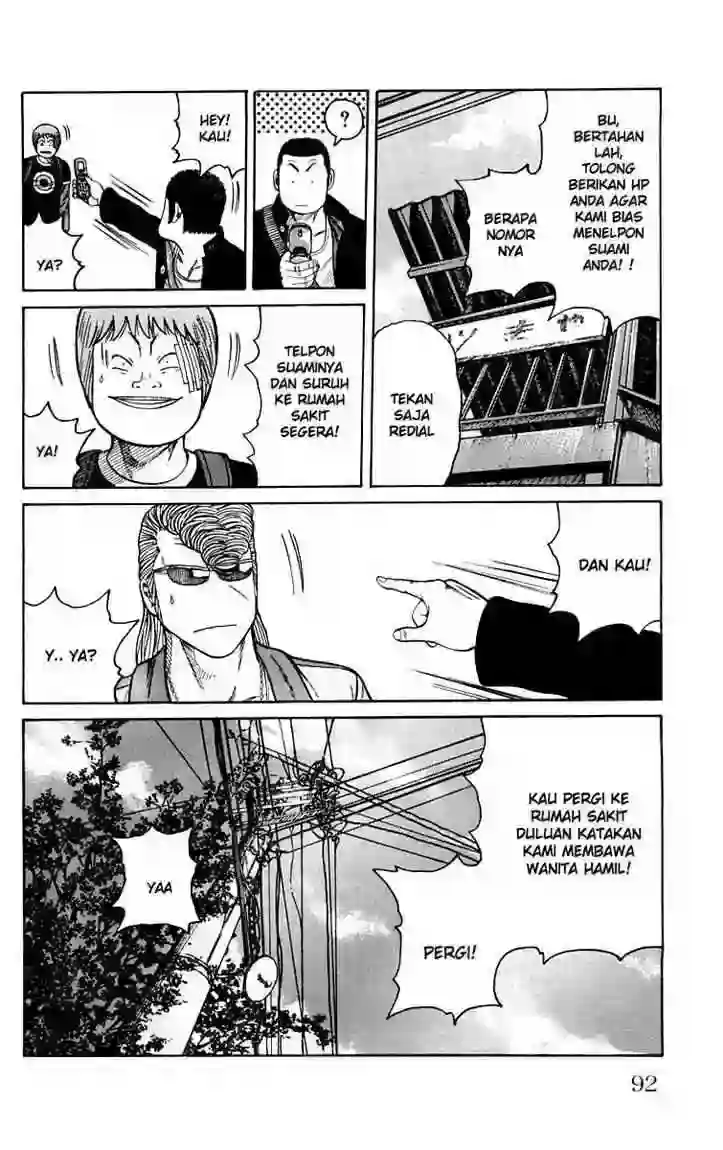 BU,
BERTAHAN
LAH,
TOLONG
BERIKAN HP
ANDA AGAR
KAMI BIAS
MENELPON
SUAMI
ANDA! !
BERAPA
NOMOR
NYA
TEKAN
SAJA
REDIAL
?
HEY!
KAU!
YA?
TELPON
SUAMINYA
DAN SURUH
KE RUMAH
SAKIT
SEGERA!
YA!
DAN KAU!
Y.. YA?
KAU PERGI KE
RUMAH SAKIT
DULUAN KATAKAN
KAMI MEMBAWA
WANITA HAMIL!
PERGI!
YAA
92